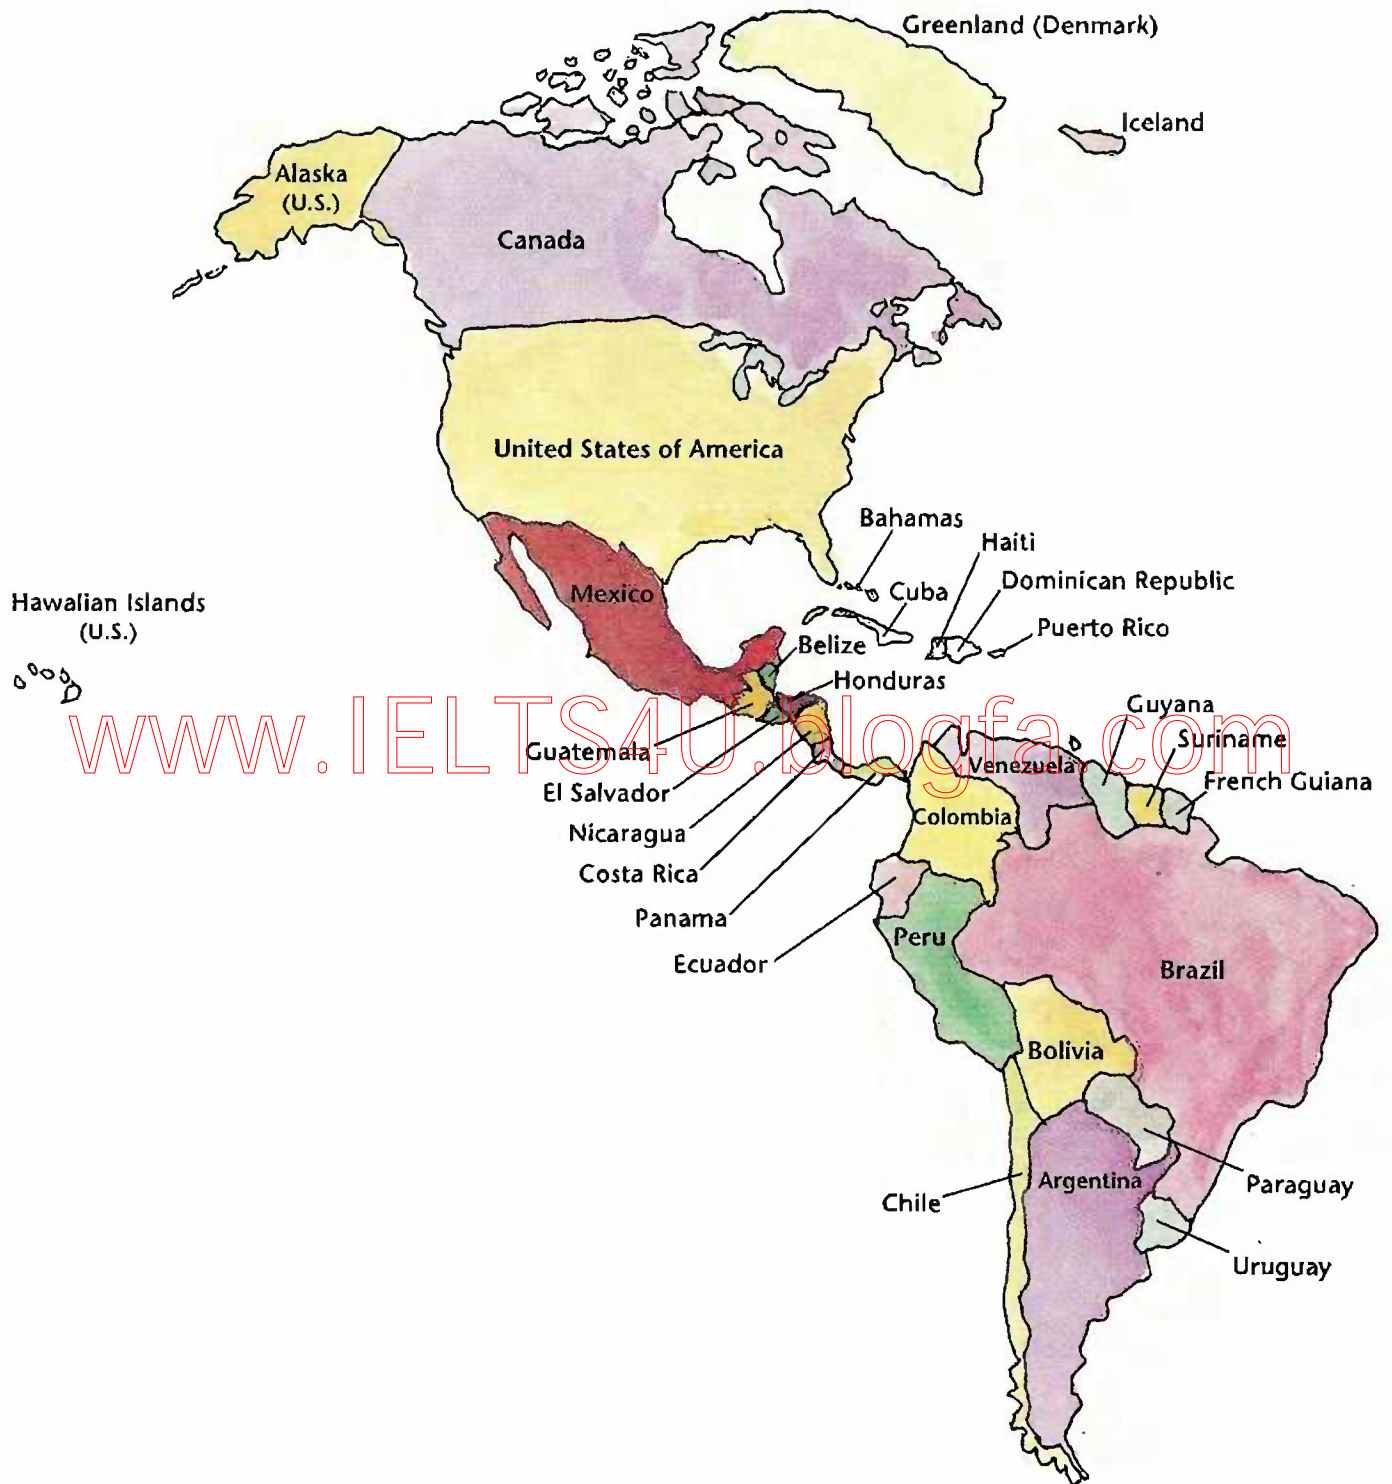 Greenland (Denmark)
Iceland
Alaska
(U.S.)
Canada
United States of America
Bahamas
Haiti
Cuba
Dominican Republic
Hawaiian Islands
(U.S.)
Mexico
Puerto Rico
Belize
Honduras
www.IELTS4U.blogfa.com
Guatemala
El Salvador
Nicaragua
Costa Rica
Panama
Ecuador
Guyana
Suriname
Venezuela
French Guiana
Colombia
Peru
Brazil
Bolivia
Chile
Argentina
Paraguay
Uruguay